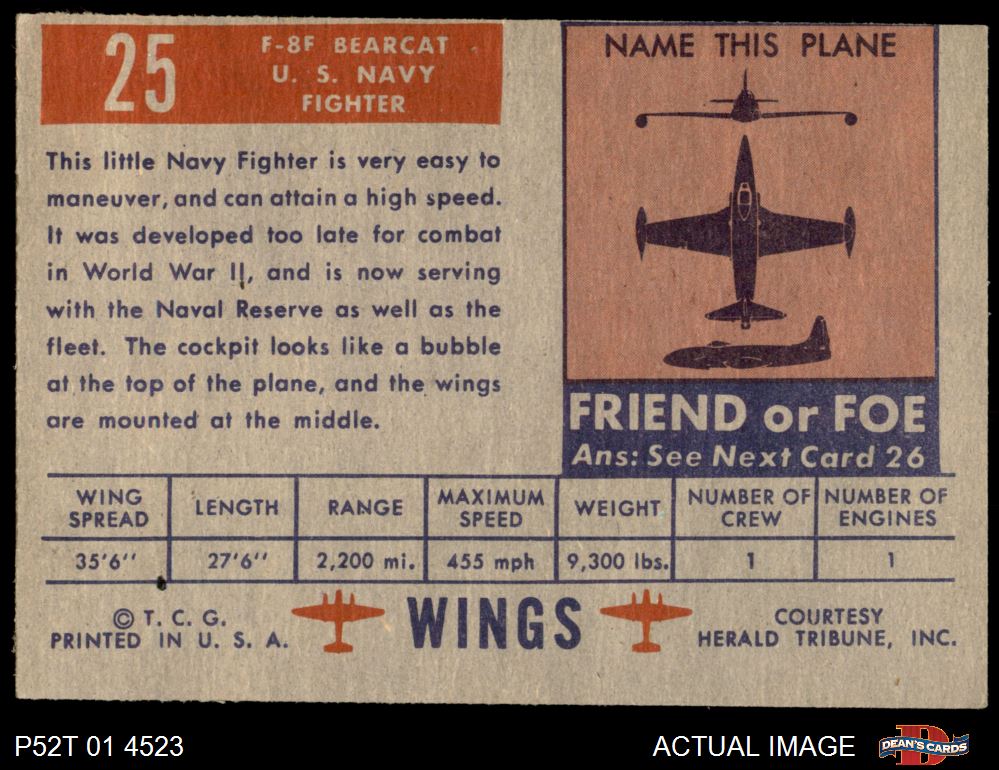 25
F-8F BEARCAT
U. S. NAVY
FIGHTER
This little Navy Fighter is very easy to
maneuver, and can attain a high speed.
It was developed too late for combat
in World War II, and is now serving
with the Naval Reserve as well as the
fleet. The cockpit looks like a bubble
at the top of the plane, and the wings
are mounted at the middle.
NAME THIS PLANE
FRIEND or FOE
Ans: See Next Card 26
WING SPREAD LENGTH RANGE MAXIMUM SPEED WEIGHT NUMBER OF CREW NUMBER OF ENGINES
35'6'' 27'6'' 2,200 mi. 455 mph 9,300 lbs. 1 1
© T. C. G.
PRINTED IN U. S. A.
WINGS
COURTESY
HERALD TRIBUNE, INC.
P52T 01 4523
ACTUAL IMAGE
D
DEAN'S CARDS